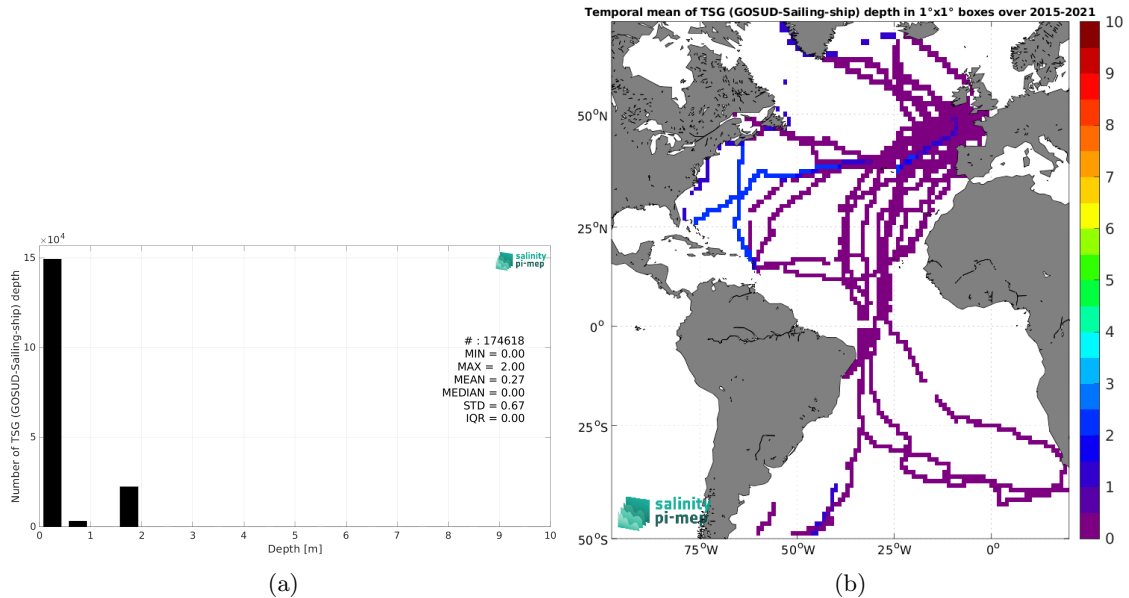 ×10⁴
15
10
5
0
Number of TSG (GOSUD-Sailing-ship) depth
0 1 2 3 4 5 6 7 8 9 10
Depth [m]
salinity
pi-mep
# : 174618
MIN = 0.00
MAX = 2.00
MEAN = 0.27
MEDIAN = 0.00
STD = 0.67
IQR = 0.00
(a)
Temporal mean of TSG (GOSUD-Sailing-ship) depth in 1°x1° boxes over 2015-2021
50°N
25°N
0°
25°S
50°S
75°W 50°W 25°W 0°
salinity
pi-mep
10
9
8
7
6
5
4
3
2
1
0
(b)